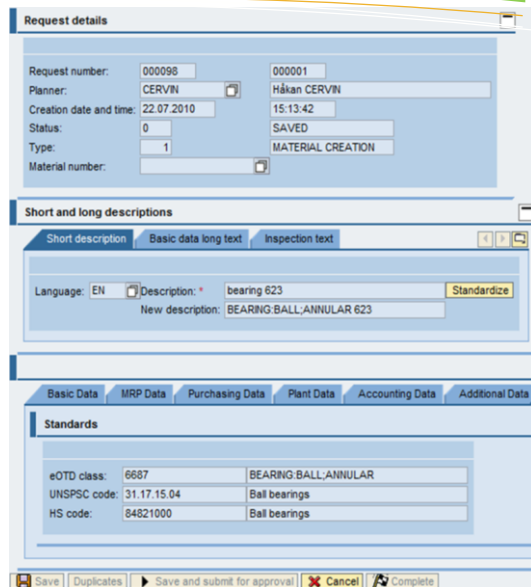 Request details
Request number: 000098 000001
Planner: CERVIN Håkan CERVIN
Creation date and time: 22.07.2010 15:13:42
Status: 0 SAVED
Type: 1 MATERIAL CREATION
Material number:
Short and long descriptions
Short description Basic data long text Inspection text
Language: EN Description: * bearing 623 Standardize
New description: BEARING:BALL;ANNULAR 623
Basic Data MRP Data Purchasing Data Plant Data Accounting Data Additional Data
Standards
eOTD class: 6687 BEARING:BALL;ANNULAR
UNSPSC code: 31.17.15.04 Ball bearings
HS code: 84821000 Ball bearings
Save Duplicates Save and submit for approval Cancel Complete